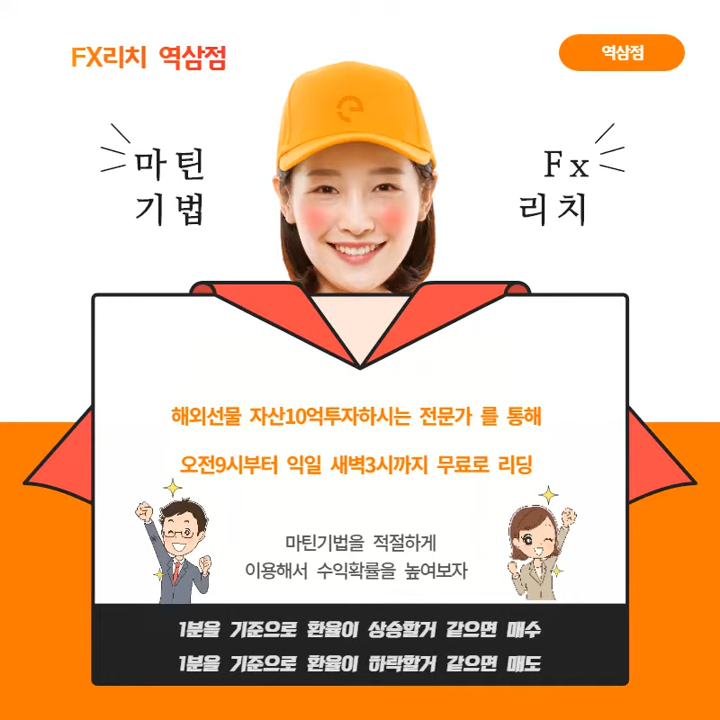 FX리치 역삼점
역삼점
마틴
기법
Fx
리치
해외선물 자산10억투자하시는 전문가 를 통해
오전9시부터 익일 새벽3시까지 무료로 리딩
마틴기법을 적절하게
이용해서 수익확률을 높여보자
1분을 기준으로 환율이 상승할거 같으면 매수
1분을 기준으로 환율이 하락할거 같으면 매도